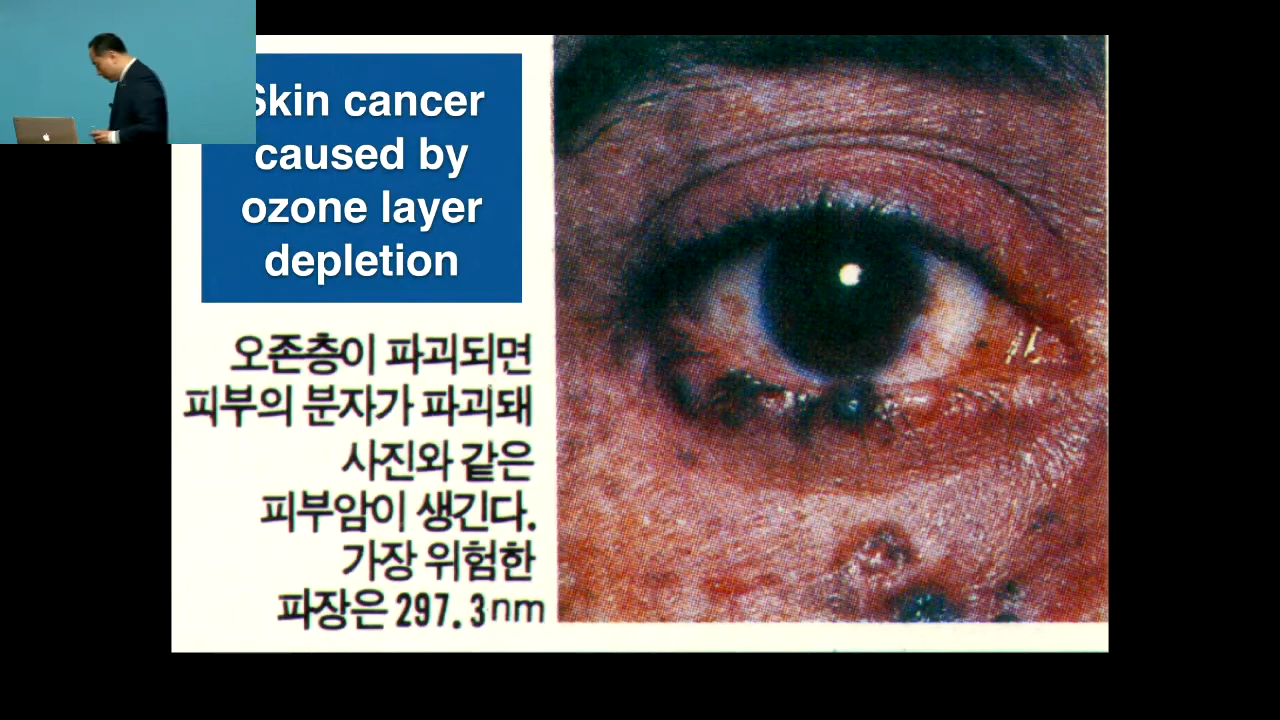 Skin cancer
caused by
ozone layer
depletion
오존층이 파괴되면
피부의 분자가 파괴돼
사진와 같은
피부암이 생긴다.
가장 위험한
파장은 297.3nm